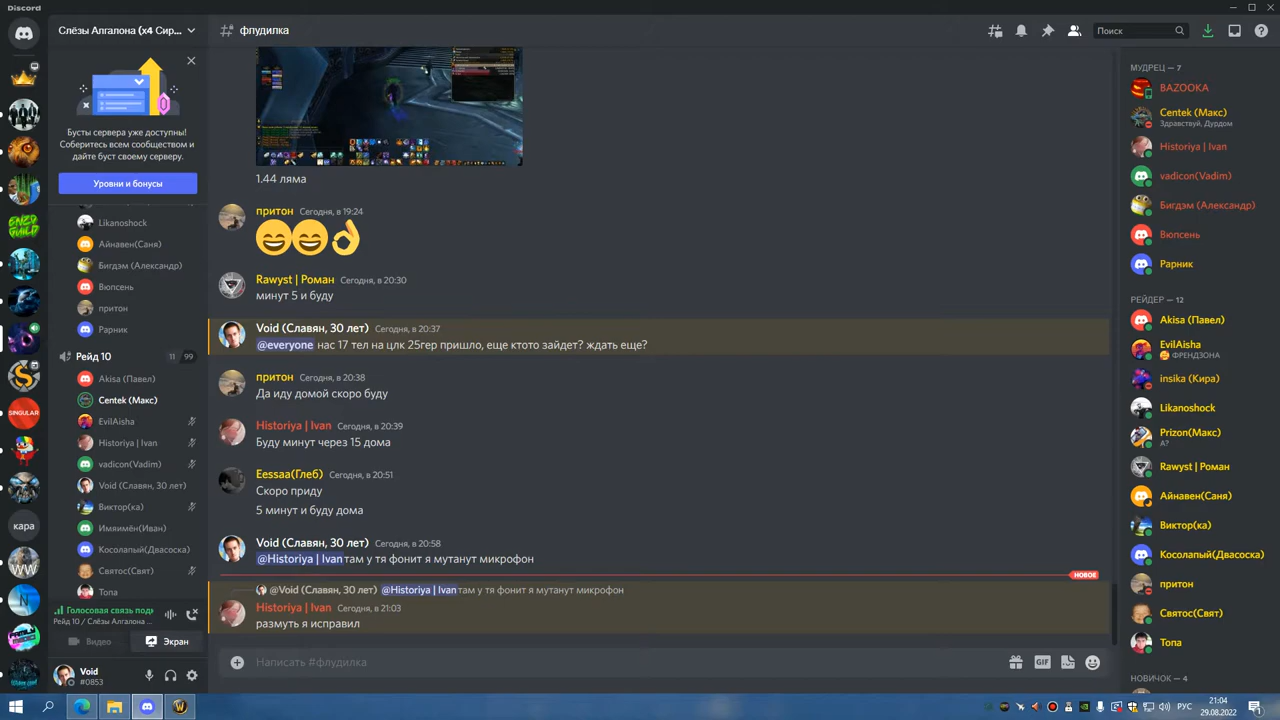 Discord
Слёзы Алгалона (x4 Сир...
Бусты сервера уже доступны!
Соберитесь всем сообществом и
дайте буст своему серверу.
Уровни и бонусы
Likanoshock
Айнавен(Саня)
Бигдэм (Александр)
Вюпсень
притон
Рарник
Рейд 10
11 99
Akisa (Павел)
Centek (Макс)
EvilAisha
Historiya | Ivan
vadicon(Vadim)
Void (Славян, 30 лет)
Виктор(ка)
Имяимён(Иван)
Косолапый(Двасоска)
Святос(Свят)
Топа
Голосовая связь подк
Рейд 10 / Слёзы Алгалона ...
Видео
Экран
Void
#0853
кара
SINGULAR
ENZO
GUILD
флудилка
Поиск
1.44 ляма
притон Сегодня, в 19:24
😄😄👌
Rawyst | Роман Сегодня, в 20:30
минут 5 и буду
Void (Славян, 30 лет) Сегодня, в 20:37
@everyone нас 17 тел на цлк 25гер пришло, еще ктото зайдет? ждать еще?
притон Сегодня, в 20:38
Да иду домой скоро буду
Historiya | Ivan Сегодня, в 20:39
Буду минут через 15 дома
Eessaa(Глеб) Сегодня, в 20:51
Скоро приду
5 минут и буду дома
Void (Славян, 30 лет) Сегодня, в 20:58
@Historiya | Ivan там у тя фонит я мутанут микрофон
НОВОЕ
@Void (Славян, 30 лет) @Historiya | Ivan там у тя фонит я мутанут микрофон
Historiya | Ivan Сегодня, в 21:03
размуть я исправил
Написать #флудилка
GIF
МУДРЕЦ — 7
BAZOOKA
Centek (Макс)
Здравствуй, Дурдом
Historiya | Ivan
vadicon(Vadim)
Бигдэм (Александр)
Вюпсень
Рарник
РЕЙДЕР — 12
Akisa (Павел)
EvilAisha
ФРЕНДЗОНА
insika (Кира)
Likanoshock
Prizon(Макс)
А?
Rawyst | Роман
Айнавен(Саня)
Виктор(ка)
Косолапый(Двасоска)
притон
Святос(Свят)
Топа
НОВИЧОК — 4
РУС
21:04
29.08.2022